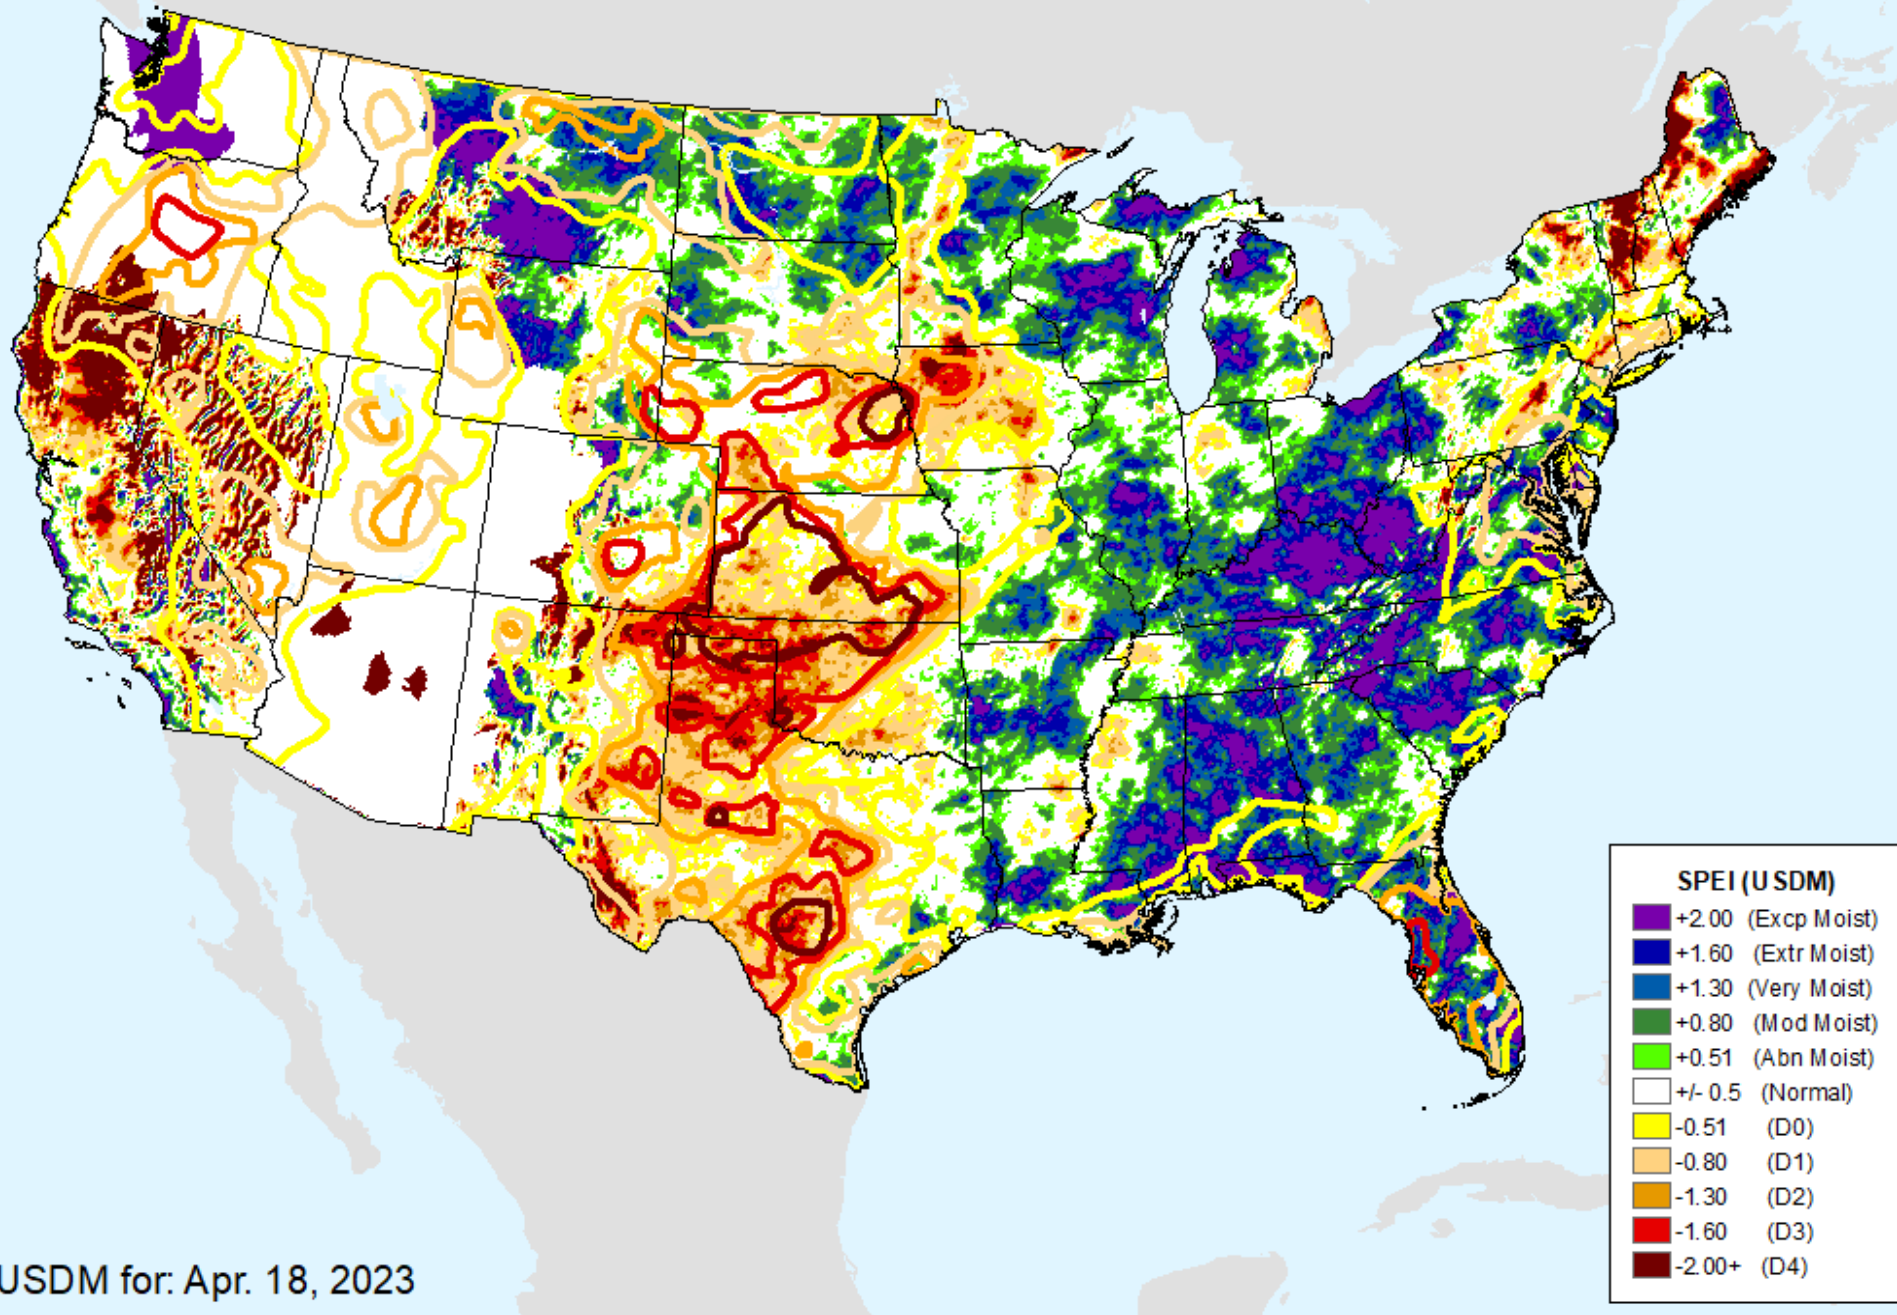 SPEI (USDM)
+2.00 (Excp Moist)
+1.60 (Extr Moist)
+1.30 (Very Moist)
+0.80 (Mod Moist)
+0.51 (Abn Moist)
+/- 0.5 (Normal)
-0.51 (D0)
-0.80 (D1)
-1.30 (D2)
-1.60 (D3)
-2.00+ (D4)
USDM for: Apr. 18, 2023